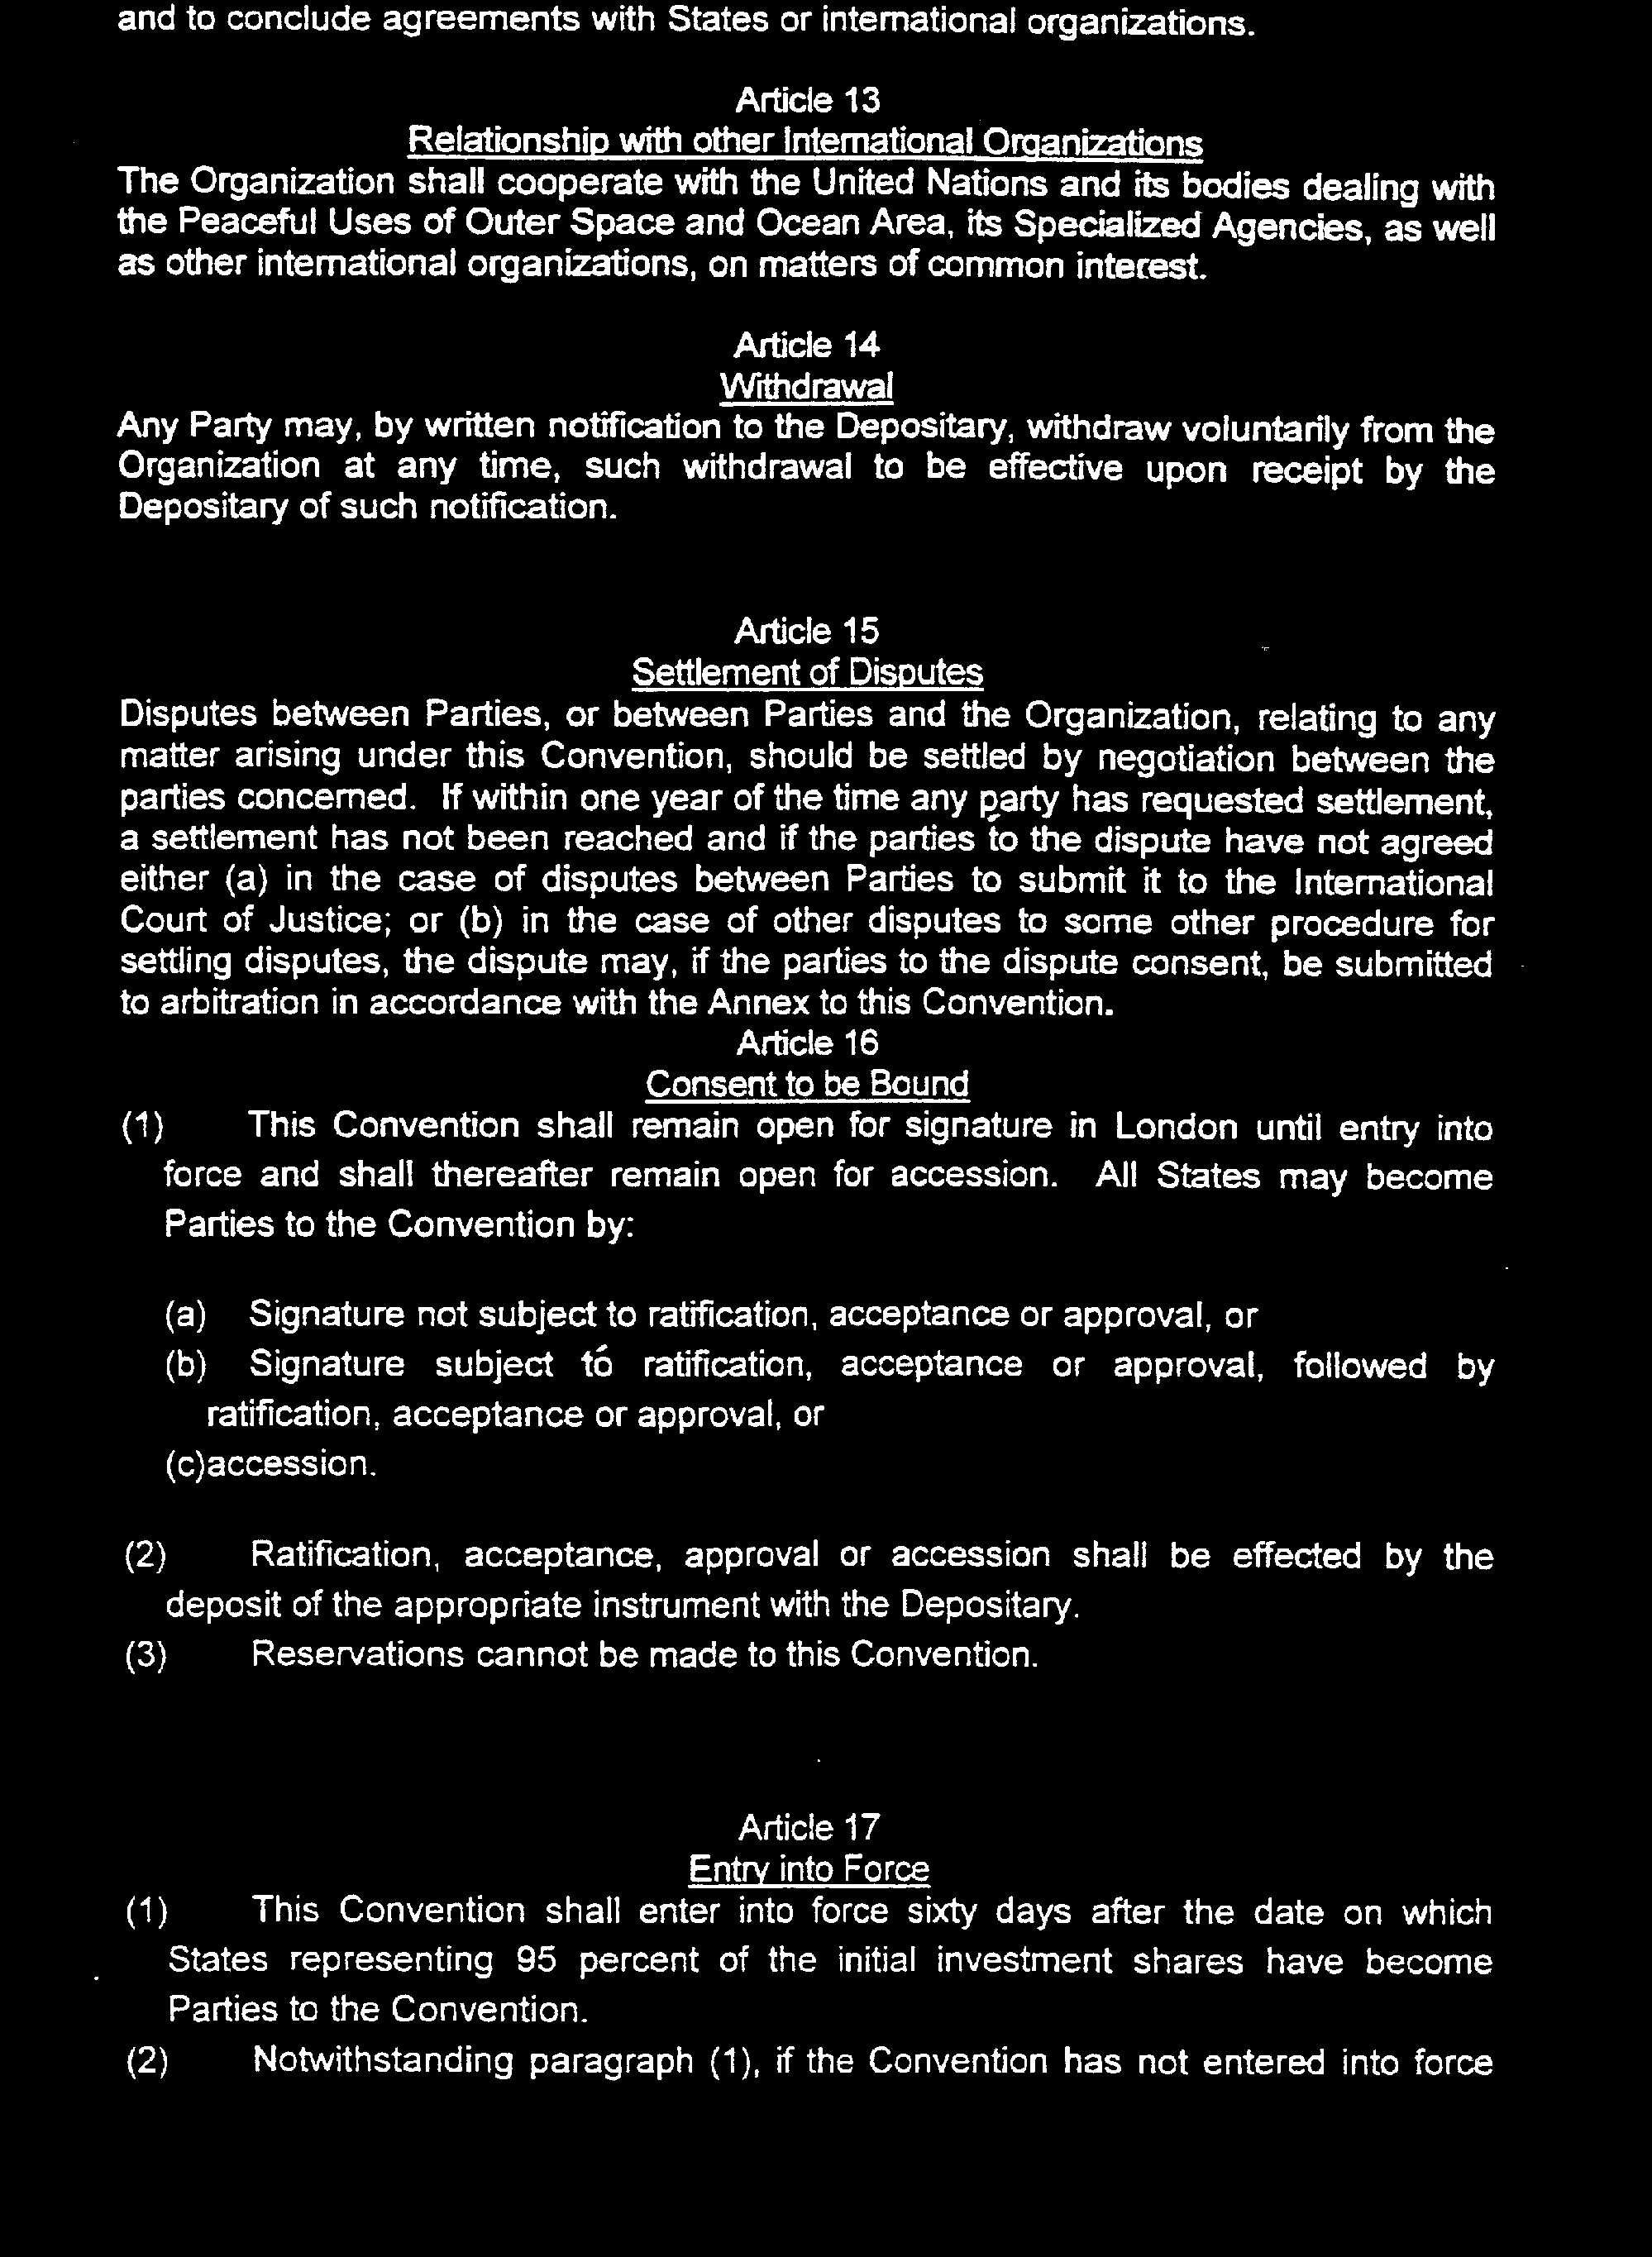 and to conclude agreements with States or international organizations.
Article 13
Relationship with other International Organizations
The Organization shall cooperate with the United Nations and its bodies dealing with
the Peaceful Uses of Outer Space and Ocean Area, its Specialized Agencies, as well
as other international organizations, on matters of common interest.
Article 14
Withdrawal
Any Party may, by written notification to the Depositary, withdraw voluntarily from the
Organization at any time, such withdrawal to be effective upon receipt by the
Depositary of such notification.
Article 15
Settlement of Disputes
Disputes between Parties, or between Parties and the Organization, relating to any
matter arising under this Convention, should be settled by negotiation between the
parties concerned. If within one year of the time any party has requested settlement,
a settlement has not been reached and if the parties to the dispute have not agreed
either (a) in the case of disputes between Parties to submit it to the International
Court of Justice; or (b) in the case of other disputes to some other procedure for
settling disputes, the dispute may, if the parties to the dispute consent, be submitted
to arbitration in accordance with the Annex to this Convention.
Article 16
Consent to be Bound
(1) This Convention shall remain open for signature in London until entry into
force and shall thereafter remain open for accession. All States may become
Parties to the Convention by:
(a) Signature not subject to ratification, acceptance or approval, or
(b) Signature subject to ratification, acceptance or approval, followed by
ratification, acceptance or approval, or
(c)accession.
(2) Ratification, acceptance, approval or accession shall be effected by the
deposit of the appropriate instrument with the Depositary.
(3) Reservations cannot be made to this Convention.
Article 17
Entry into Force
(1) This Convention shall enter into force sixty days after the date on which
States representing 95 percent of the initial investment shares have become
Parties to the Convention.
(2) Notwithstanding paragraph (1), if the Convention has not entered into force